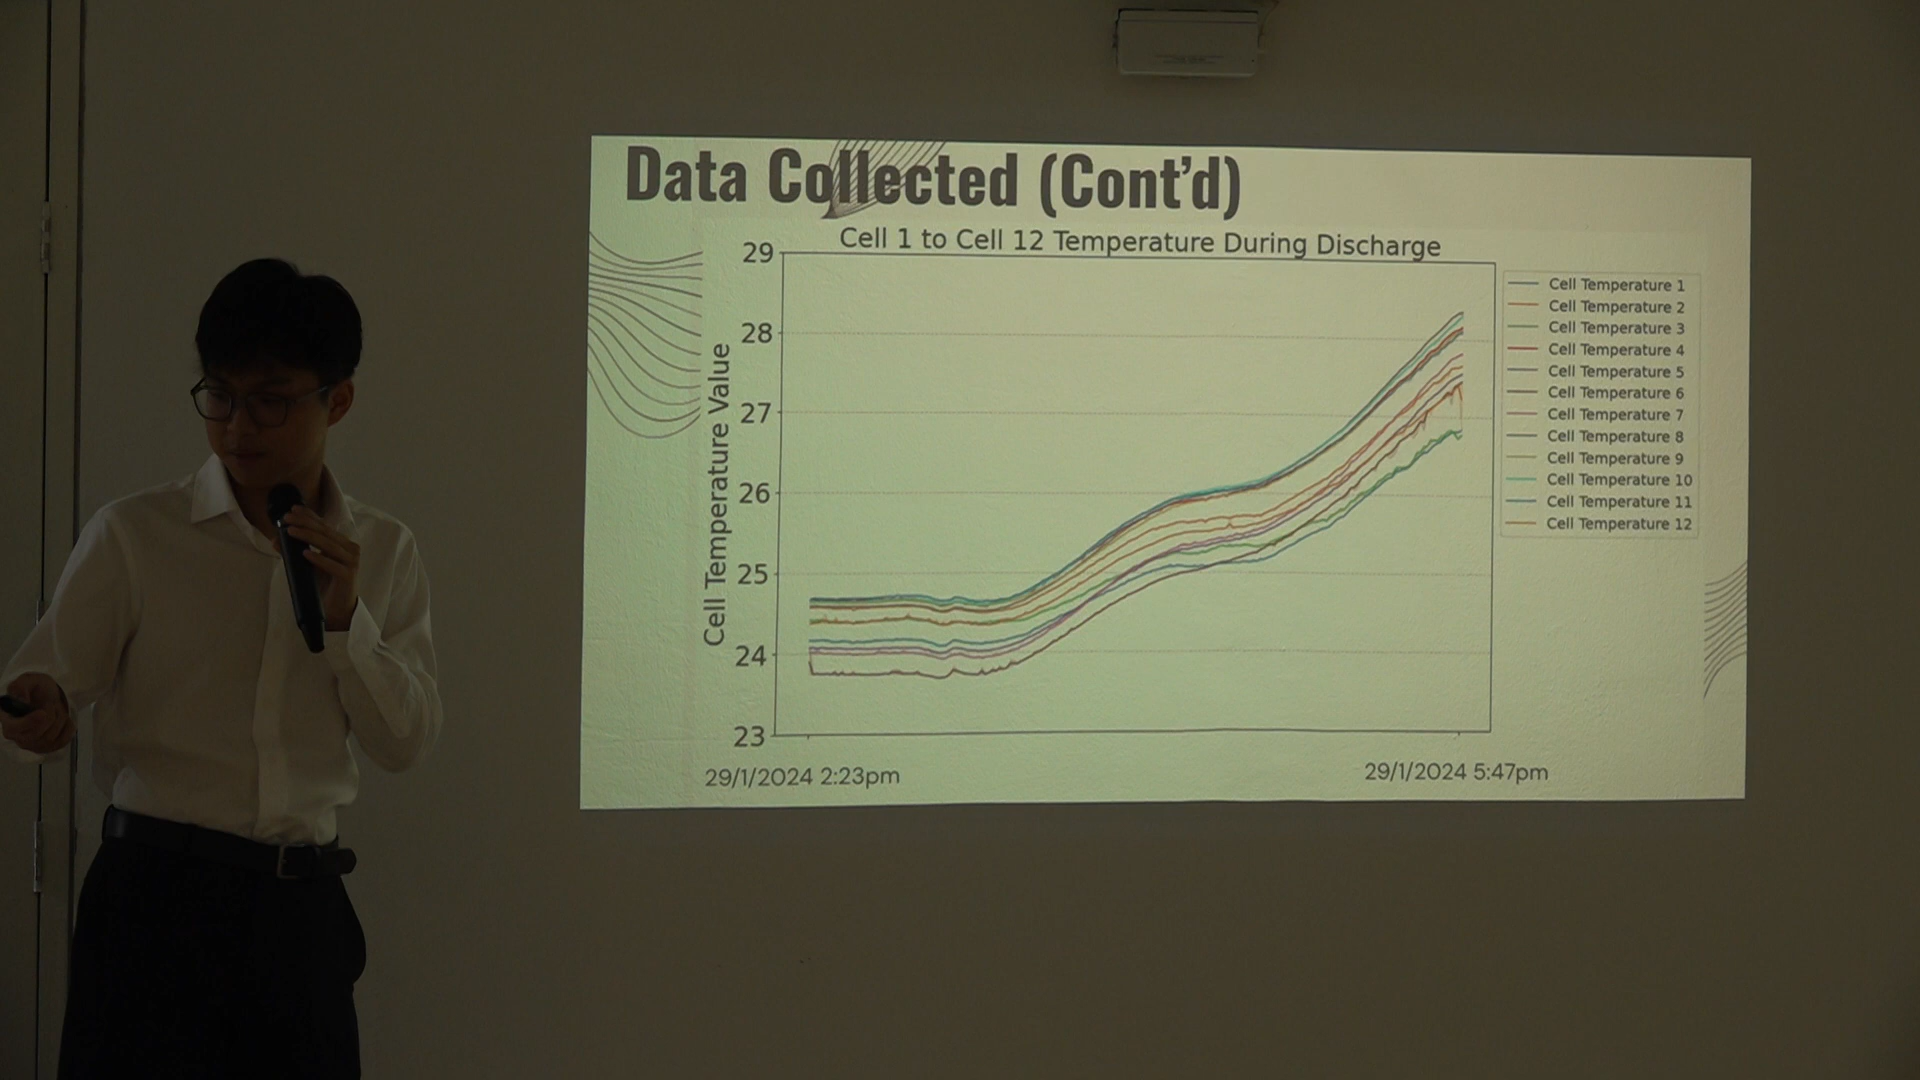 Data Collected (Cont'd)
Cell 1 to Cell 12 Temperature During Discharge
Cell Temperature Value
29
28
27
26
25
24
23
29/1/2024 2:23pm
29/1/2024 5:47pm
Cell Temperature 1
Cell Temperature 2
Cell Temperature 3
Cell Temperature 4
Cell Temperature 5
Cell Temperature 6
Cell Temperature 7
Cell Temperature 8
Cell Temperature 9
Cell Temperature 10
Cell Temperature 11
Cell Temperature 12